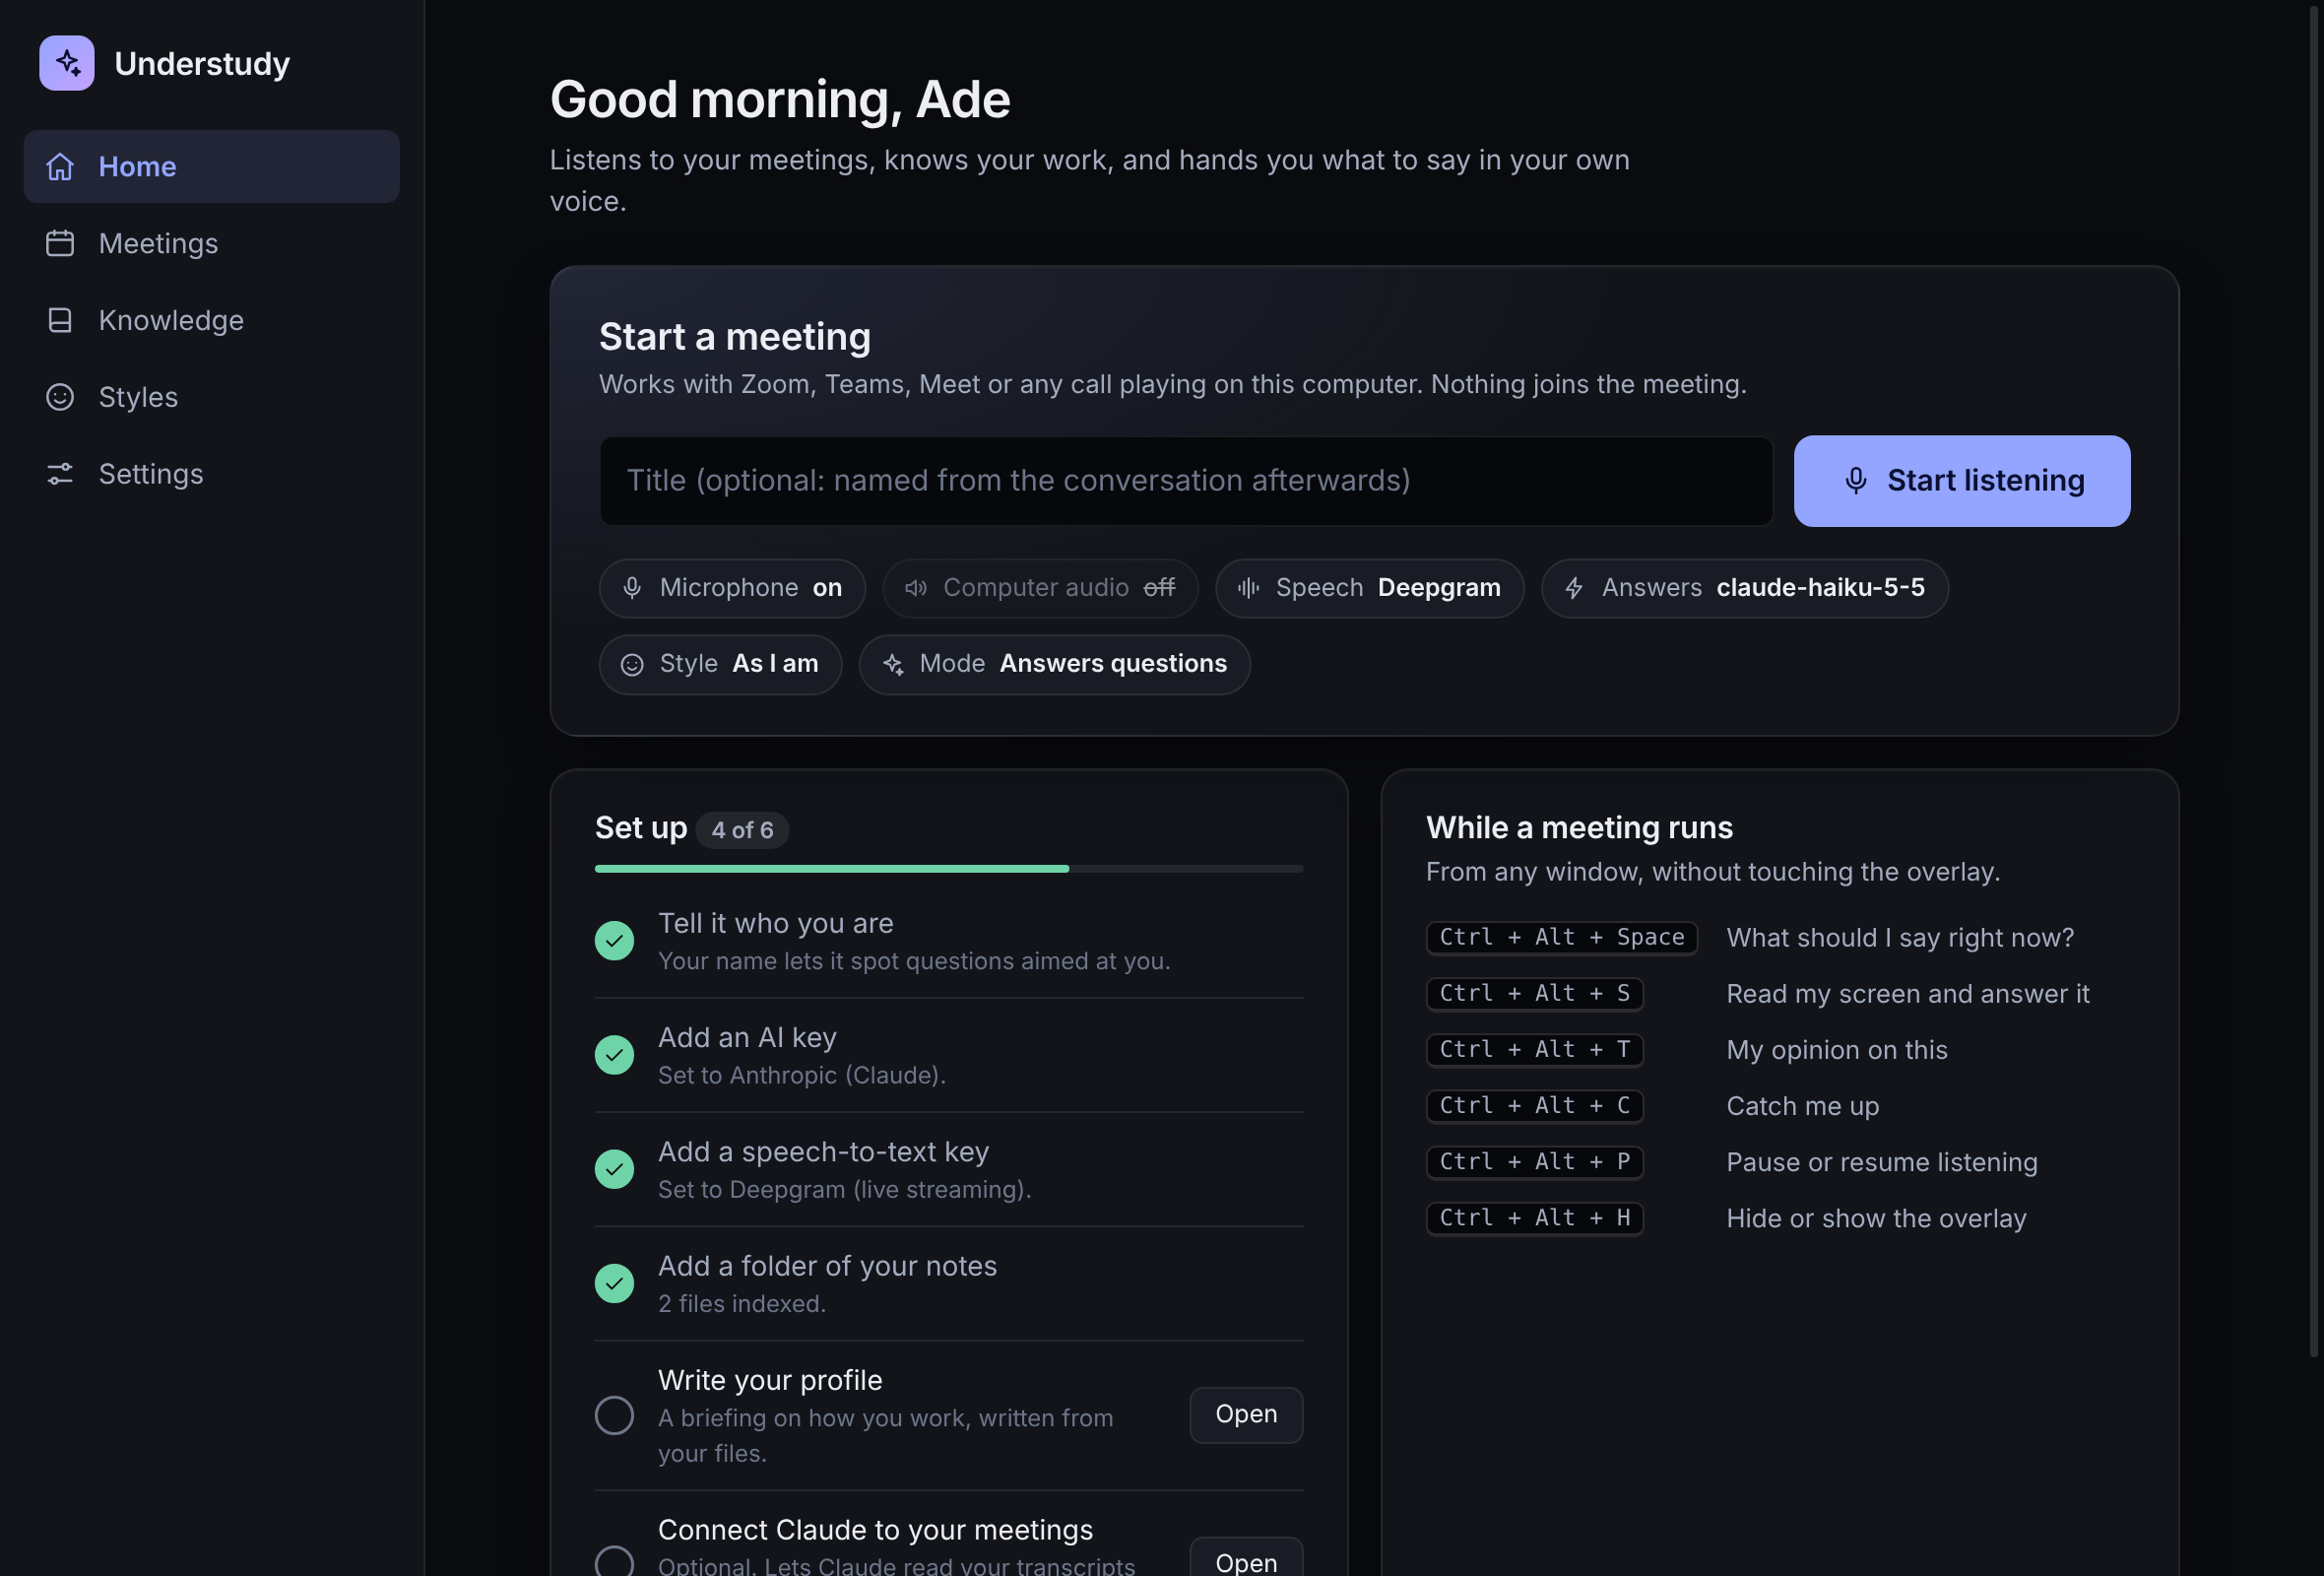 Understudy
Home
Meetings
Knowledge
Styles
Settings
Good morning, Ade
Listens to your meetings, knows your work, and hands you what to say in your own
voice.
Start a meeting
Works with Zoom, Teams, Meet or any call playing on this computer. Nothing joins the meeting.
Title (optional: named from the conversation afterwards)
Start listening
Microphone on
Computer audio off
Speech Deepgram
Answers claude-haiku-5-5
Style As I am
Mode Answers questions
Set up 4 of 6
Tell it who you are
Your name lets it spot questions aimed at you.
Add an AI key
Set to Anthropic (Claude).
Add a speech-to-text key
Set to Deepgram (live streaming).
Add a folder of your notes
2 files indexed.
Write your profile
A briefing on how you work, written from
your files.
Open
Connect Claude to your meetings
Optional. Lets Claude read your transcripts
Open
While a meeting runs
From any window, without touching the overlay.
Ctrl + Alt + Space What should I say right now?
Ctrl + Alt + S Read my screen and answer it
Ctrl + Alt + T My opinion on this
Ctrl + Alt + C Catch me up
Ctrl + Alt + P Pause or resume listening
Ctrl + Alt + H Hide or show the overlay